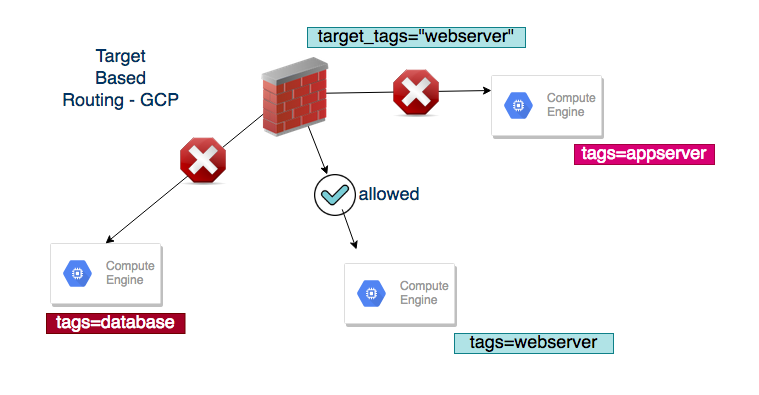 target_tags="webserver"
Target
Based
Routing - GCP
Compute
Engine
tags=appserver
allowed
Compute
Engine
tags=database
Compute
Engine
tags=webserver